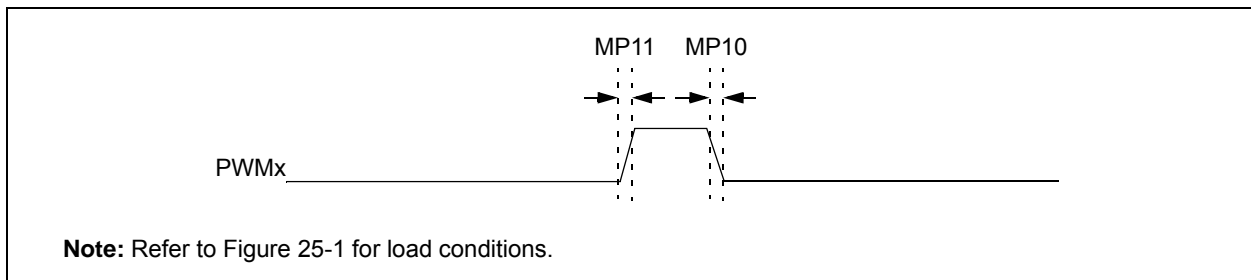 MP11 MP10
PWMx
Note: Refer to Figure 25-1 for load conditions.